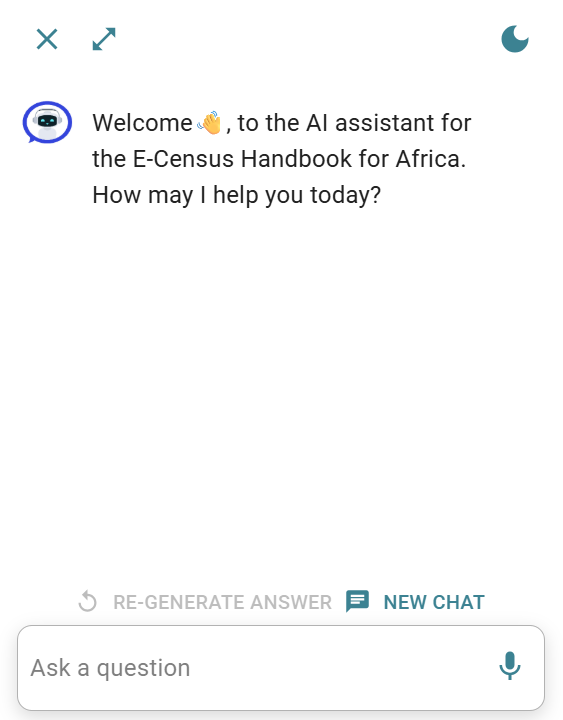 Welcome👋, to the AI assistant for
the E-Census Handbook for Africa.
How may I help you today?
RE-GENERATE ANSWER NEW CHAT
Ask a question